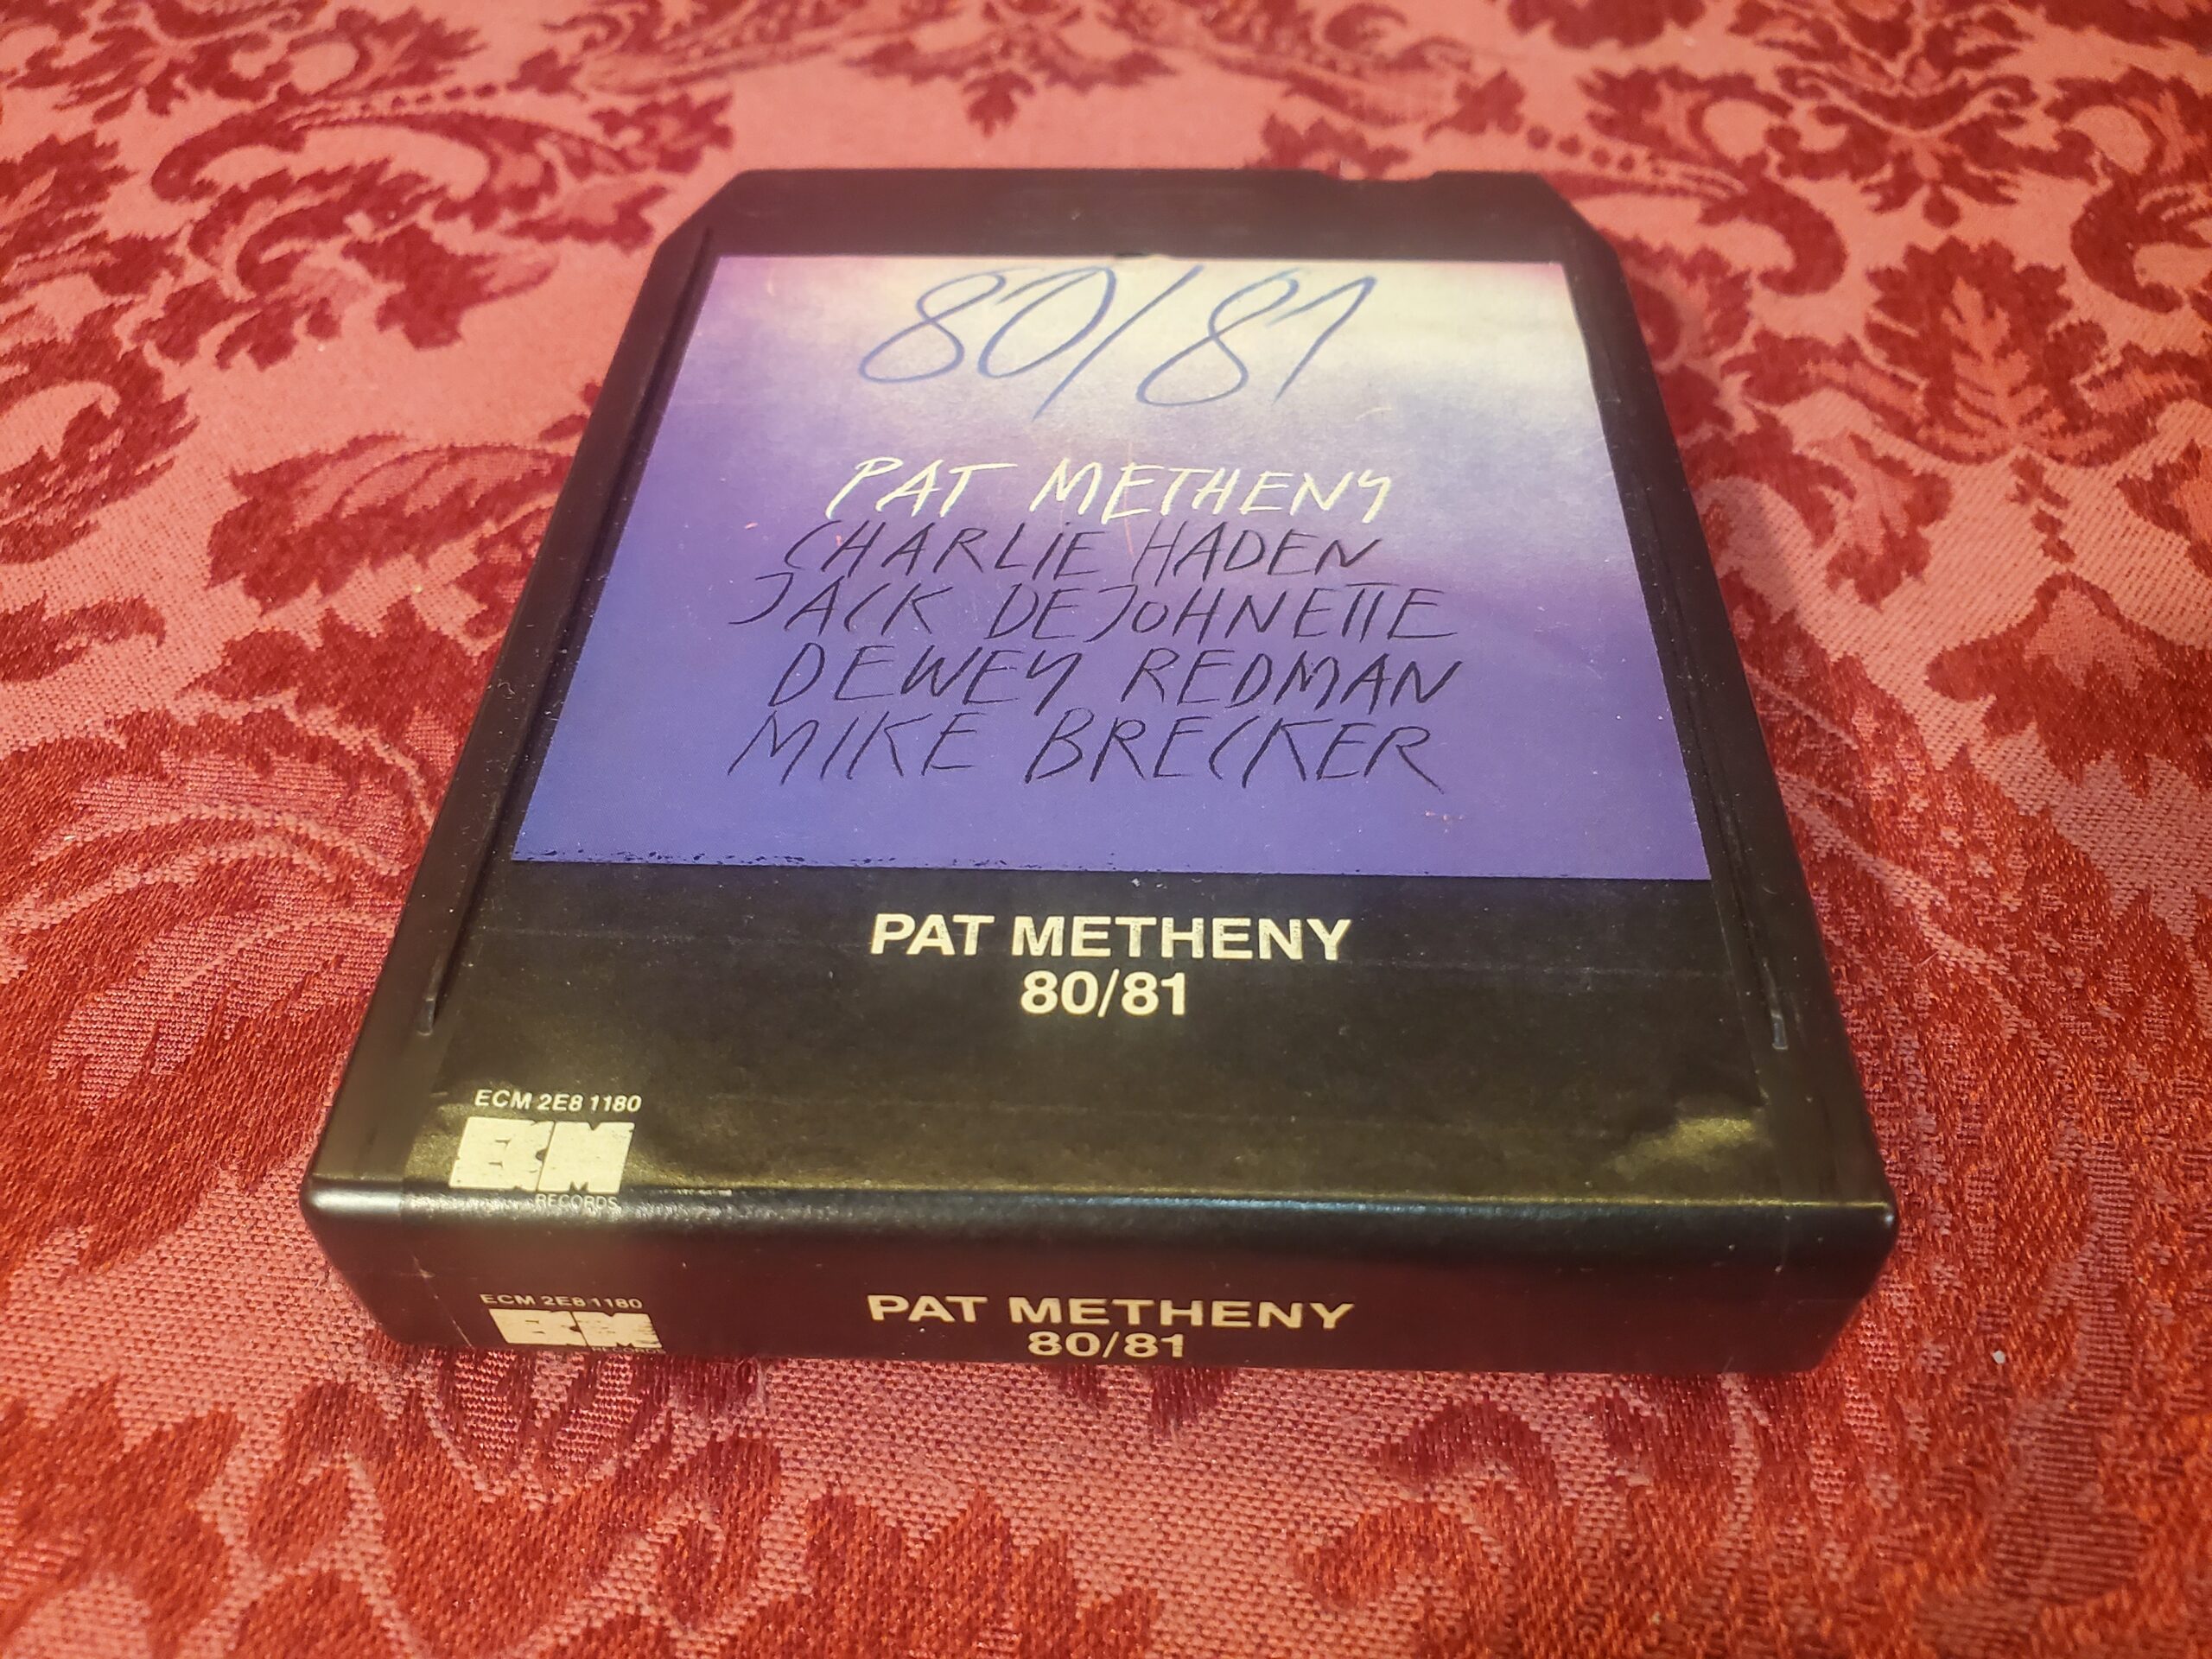 80/81
PAT METHENY
CHARLIE HADEN
JACK DEJOHNETTE
DEWEY REDMAN
MIKE BRECKER
PAT METHENY
80/81
ECM 2E8 1180
ECM
RECORDS
ECM 2E8 1180
ECM
RECORDS
PAT METHENY
80/81